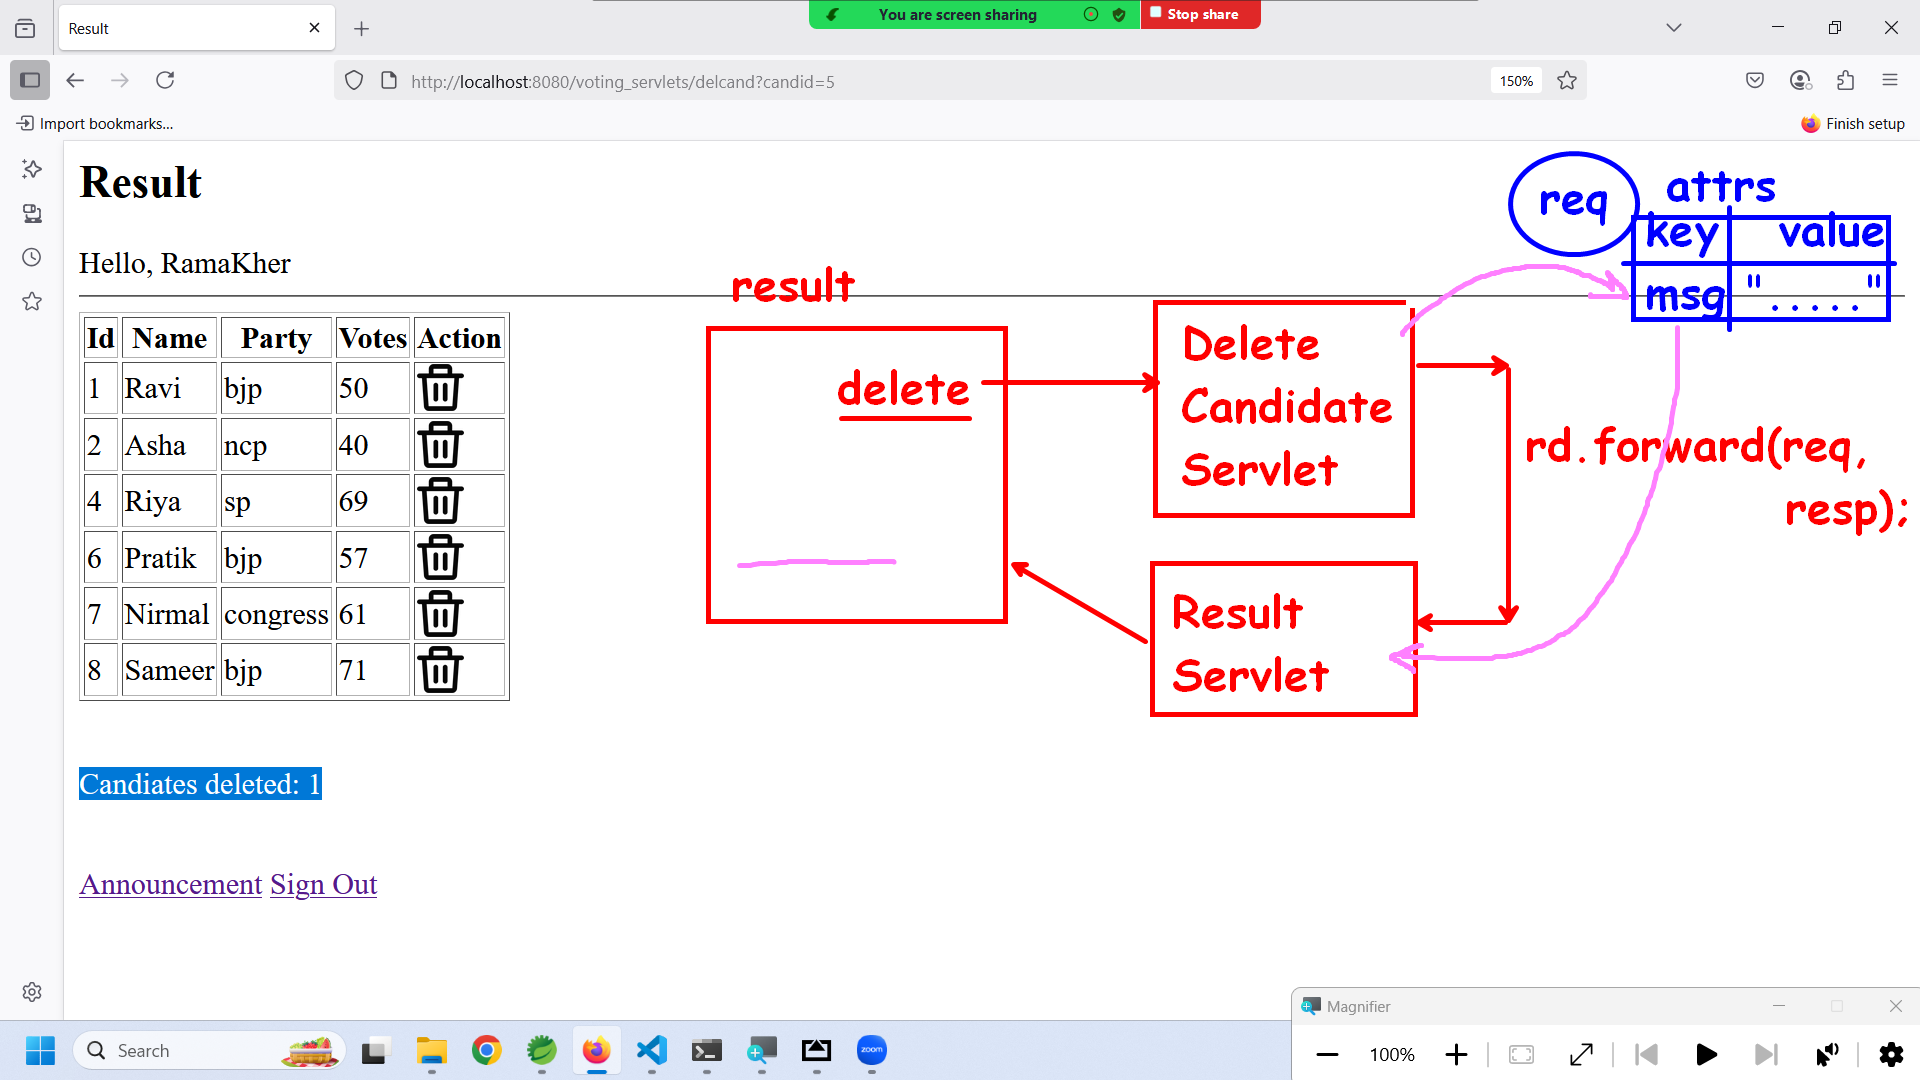 Result
You are screen sharing
Stop share
http://localhost:8080/voting_servlets/delcand?candid=5
150%
Import bookmarks...
Finish setup
Result
Hello, RamaKher
Id Name Party Votes Action
1 Ravi bjp 50
2 Asha ncp 40
4 Riya sp 69
6 Pratik bjp 57
7 Nirmal congress 61
8 Sameer bjp 71
Candiates deleted: 1
Announcement Sign Out
result
delete
Delete
Candidate
Servlet
Result
Servlet
req
attrs
key value
msg " ..... "
rd.forward(req,
resp);
Magnifier
100%
Search
zoom